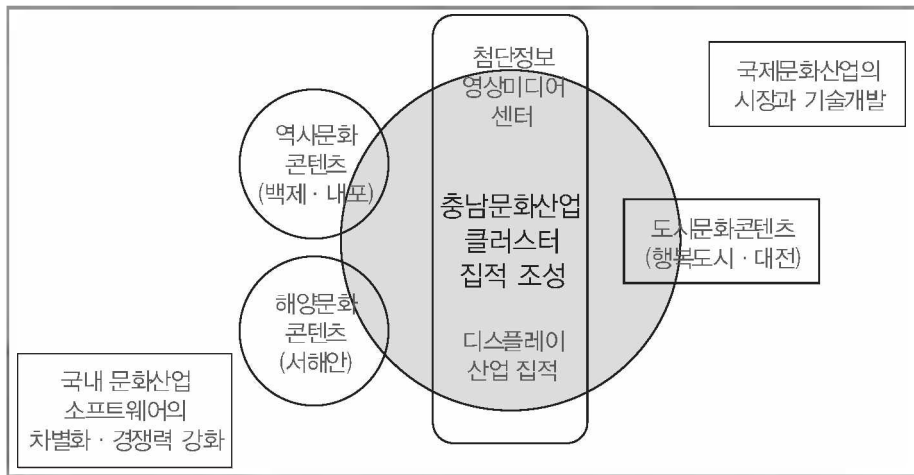 첨단정보
영상미디어
센터
국제문화산업의
시장과 기술개발
역사문화
콘텐츠
(백제 · 내포)
충남문화산업
클러스터
집적 조성
도시문화콘텐츠
(행복도시 · 대전)
해양문화
콘텐츠
(서해안)
디스플레이
산업 집적
국내 문화산업
소프트웨어의
차별화 · 경쟁력 강화